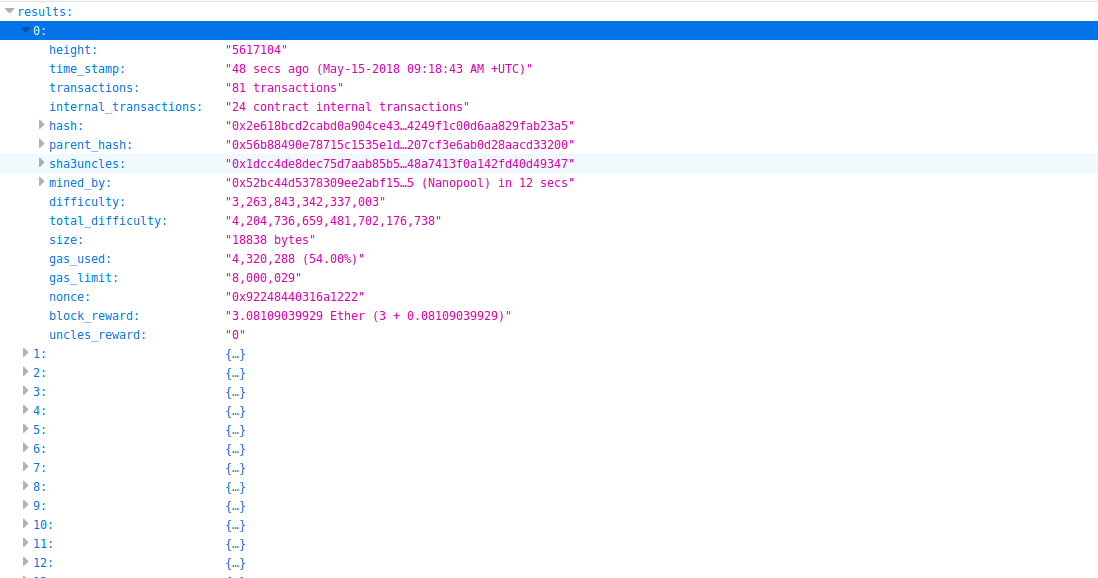 results:
0:
height: "5617104"
time_stamp: "48 secs ago (May-15-2018 09:18:43 AM +UTC)"
transactions: "81 transactions"
internal_transactions: "24 contract internal transactions"
hash: "0x2e618bcd2cabd0a904ce43…4249f1c00d6aa829fab23a5"
parent_hash: "0x56b88490e78715c1535e1d…207cf3e6ab0d28aacd33200"
sha3uncles: "0x1dcc4de8dec75d7aab85b5…48a7413f0a142fd40d49347"
mined_by: "0x52bc44d5378309ee2abf15…5 (Nanopool) in 12 secs"
difficulty: "3,263,843,342,337,003"
total_difficulty: "4,204,736,659,481,702,176,738"
size: "18838 bytes"
gas_used: "4,320,288 (54.00%)"
gas_limit: "8,000,029"
nonce: "0x92248440316a1222"
block_reward: "3.08109039929 Ether (3 + 0.08109039929)"
uncles_reward: "0"
1: {…}
2: {…}
3: {…}
4: {…}
5: {…}
6: {…}
7: {…}
8: {…}
9: {…}
10: {…}
11: {…}
12: {…}